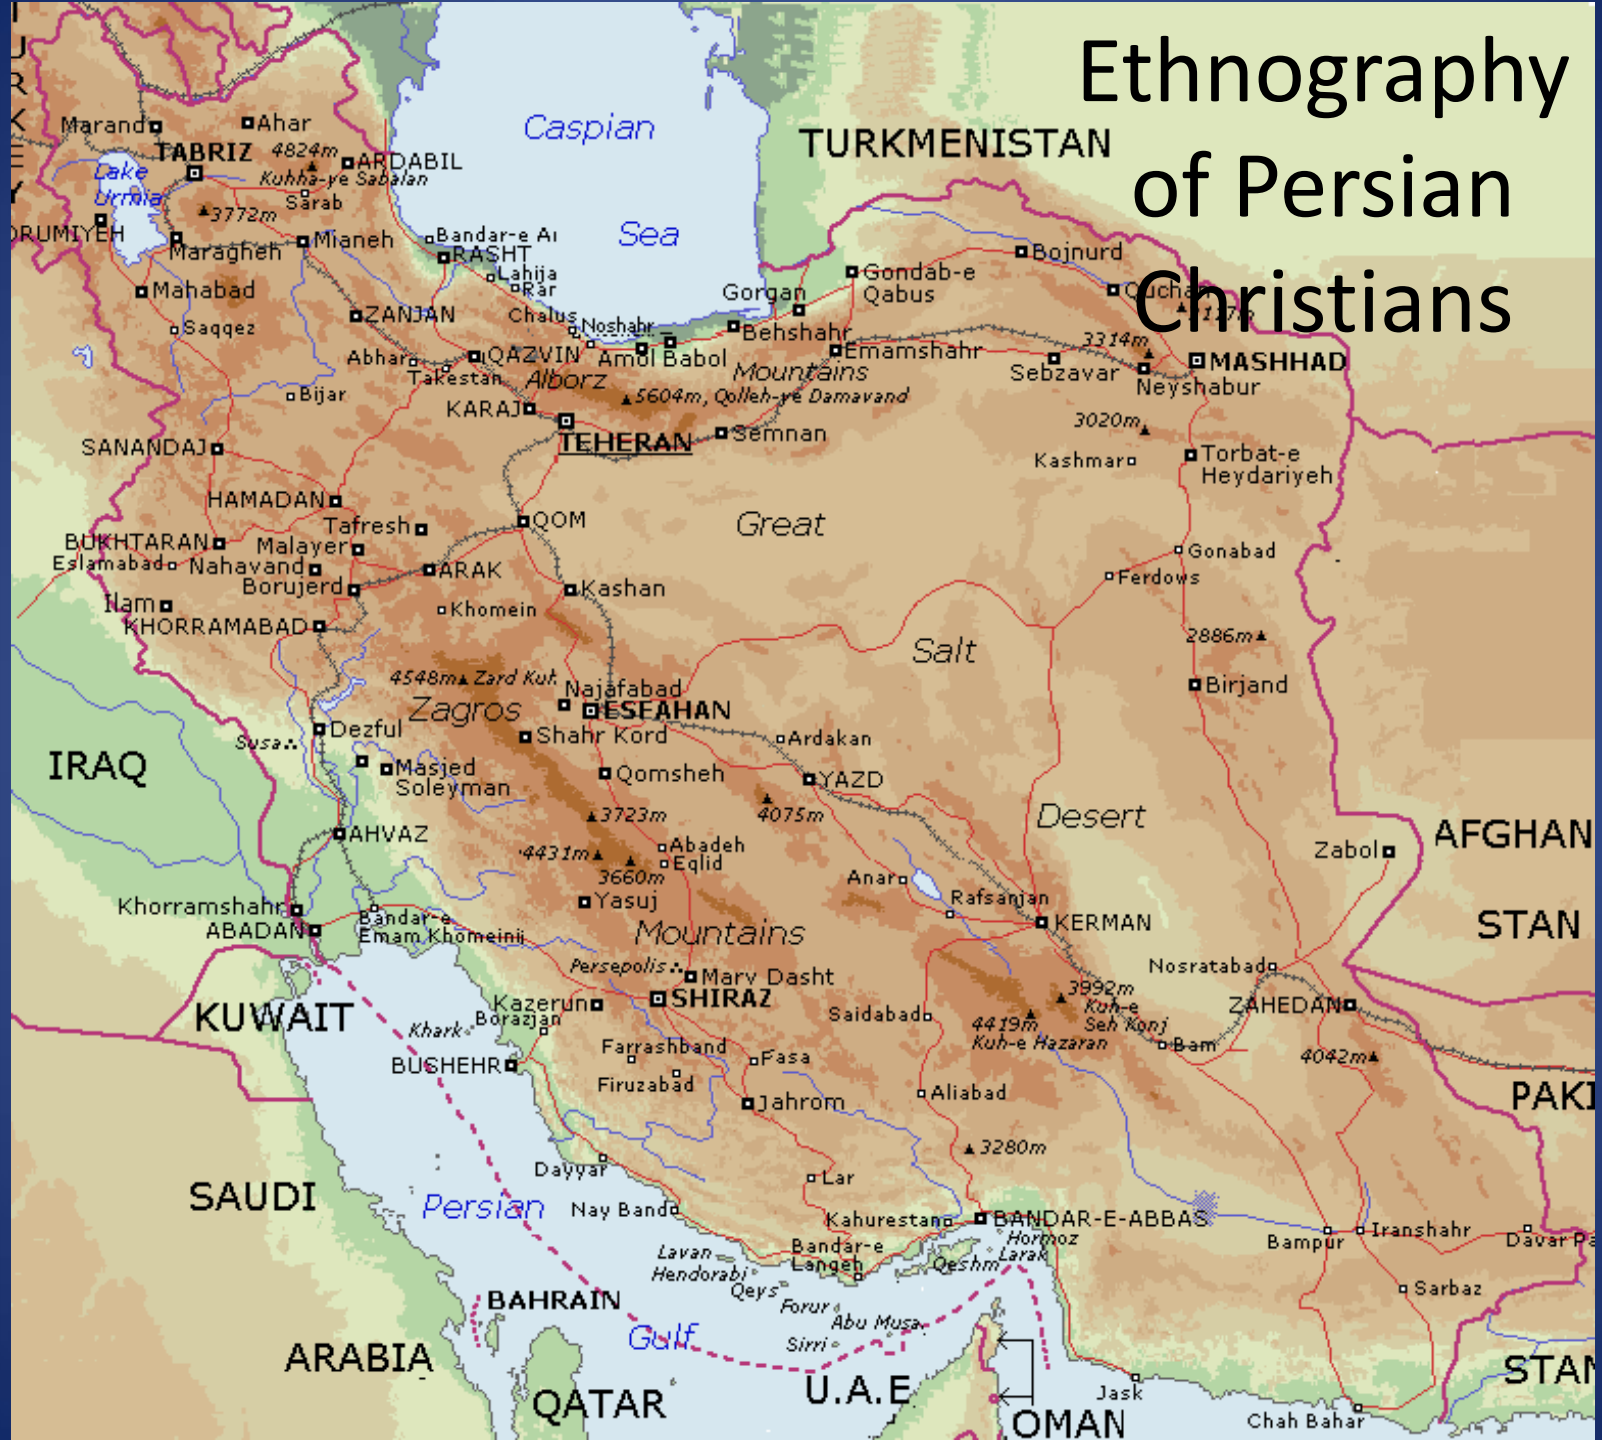 Ethnography
of Persian
Christians
T
U
R
K
E
Y
Caspian
Sea
TURKMENISTAN
Marand
Ahar
TABRIZ
4824m
ARDABIL
Kuhha-ye Sabalan
Lake
Urmia
Sarab
3772m
ORUMIYEH
Maragheh
Mianeh
Bandar-e
RASHT
Lahija
Rar
Mahabad
ZANJAN
Saqqez
Chalus
Noshahr
Gorgan
Gondab-e
Qabus
Bojnurd
Quchan
3314m
MASHHAD
Abhar
QAZVIN
Takestan
Amol
Babol
Behshahr
Emamshahr
Sebzavar
Neyshabur
Alborz
Mountains
Bijar
KARAJ
5604m, Qolleh-ye Damavand
3020m
TEHERAN
Semnan
Kashmar
Torbat-e
Heydariyeh
SANANDAJ
HAMADAN
Tafresh
QOM
Great
BUKHTARAN
Malayer
Eslamabad
Nahavand
ARAK
Gonabad
Borujerd
Kashan
Ferdows
Ilam
Khomein
KHORRAMABAD
2886m
Salt
4548m
Zard Kuh
Najafabad
Birjand
Zagros
ESFAHAN
Dezful
Shahr Kord
Ardakan
Susa
IRAQ
Masjed
Soleyman
Qomsheh
YAZD
3723m
4075m
Desert
AHVAZ
AFGHAN
4431m
Abadeh
Eqlid
Zabol
3660m
Anar
Khorramshahr
Yasuj
Rafsanjan
Bandar-e
Emam Khomeinij
ABADAN
Mountains
KERMAN
STAN
Persepolis
Marv Dasht
Nosratabad
KUWAIT
Kazerun
SHIRAZ
3992m
Kuh-e
Seh Konj
ZAHEDAN
Khark
Borazjan
Saidabad
4419m
Kuh-e Hazaran
Bam
BUSHEHR
Farrashband
Fasa
4042m
Firuzabad
Jahrom
Aliabad
PAKI
3280m
Dayyar
Lar
SAUDI
Persian
Nay Band
Kahurestan
BANDAR-E-ABBAS
Hormoz
Larak
Iranshahr
Bampur
Davar Pa
Lavan
Hendorabi
Bandar-e
Langeh
Qeshm
Qeys
Sarbaz
BAHRAIN
Forur
Abu Musa
Gulf
Sirri
ARABIA
STAN
QATAR
U.A.E
OMAN
Jask
Chah Bahar